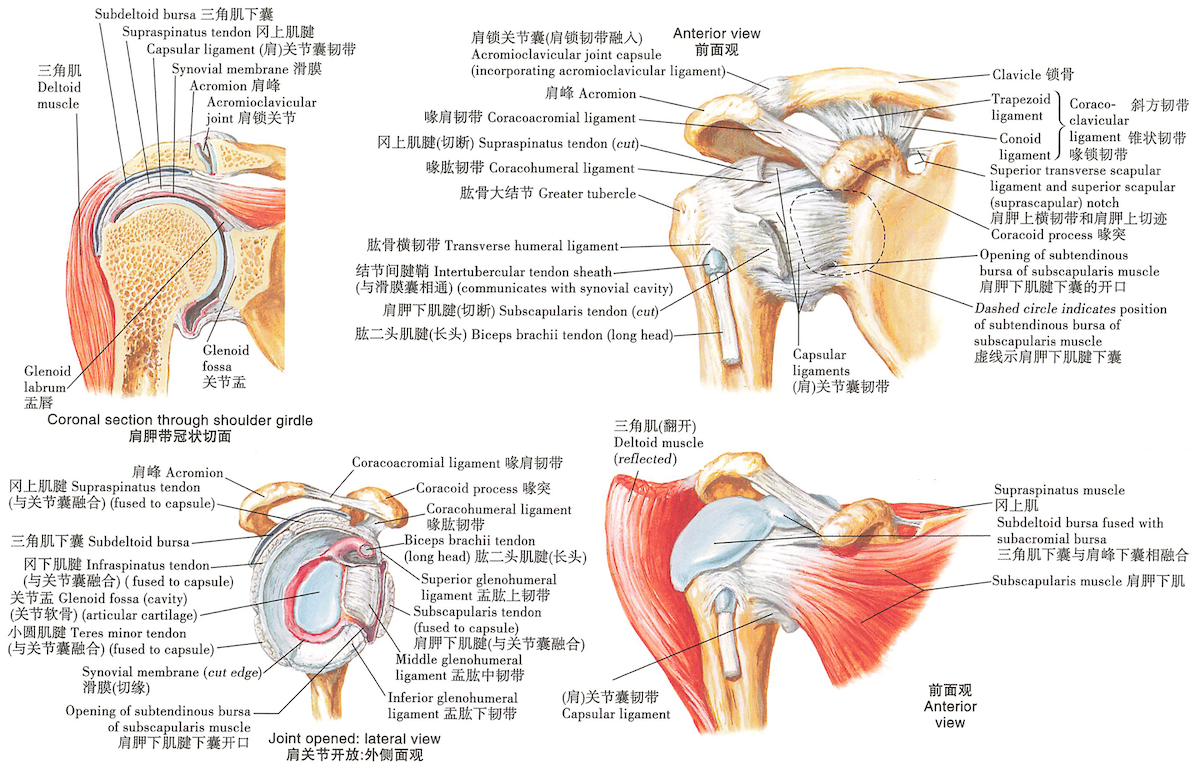 Subdeltoid bursa 三角肌下囊
Supraspinatus tendon 冈上肌腱
Capsular ligament (肩)关节囊韧带
Synovial membrane 滑膜
Acromion 肩峰
Acromioclavicular
joint 肩锁关节
三角肌
Deltoid
muscle
Glenoid
labrum
盂唇
Glenoid
fossa
关节盂
Coronal section through shoulder girdle
肩胛带冠状切面
Anterior view
前面观
肩锁关节囊(肩锁韧带融入)
Acromioclavicular joint capsule
(incorporating acromioclavicular ligament)
肩峰 Acromion
喙肩韧带 Coracoacromial ligament
冈上肌腱(切断) Supraspinatus tendon (cut)
喙肱韧带 Coracohumeral ligament
肱骨大结节 Greater tubercle
肱骨横韧带 Transverse humeral ligament
结节间腱鞘 Intertubercular tendon sheath
(与滑膜囊相通) (communicates with synovial cavity)
肩胛下肌腱(切断) Subscapularis tendon (cut)
肱二头肌腱(长头) Biceps brachii tendon (long head)
Clavicle 锁骨
Trapezoid
ligament
Conoid
ligament
Coraco- 斜方韧带
clavicular
ligament 锥状韧带
喙锁韧带
Superior transverse scapular
ligament and superior scapular
(suprascapular) notch
肩胛上横韧带和肩胛上切迹
Coracoid process 喙突
Opening of subtendinous
bursa of subscapularis muscle
肩胛下肌腱下囊的开口
Dashed circle indicates position
of subtendinous bursa of
subscapularis muscle
虚线示肩胛下肌腱下囊
Capsular
ligaments
(肩)关节囊韧带
肩峰 Acromion
冈上肌腱 Supraspinatus tendon
(与关节囊融合) (fused to capsule)
三角肌下囊 Subdeltoid bursa
冈下肌腱 Infraspinatus tendon
(与关节囊融合) ( fused to capsule)
关节盂 Glenoid fossa (cavity)
(关节软骨) (articular cartilage)
小圆肌腱 Teres minor tendon
(与关节囊融合) (fused to capsule)
Synovial membrane (cut edge)
滑膜(切缘)
Opening of subtendinous bursa
of subscapularis muscle
肩胛下肌腱下囊开口
Coracoacromial ligament 喙肩韧带
Coracoid process 喙突
Coracohumeral ligament
喙肱韧带
Biceps brachii tendon
(long head) 肱二头肌腱(长头)
Superior glenohumeral
ligament 盂肱上韧带
Subscapularis tendon
(fused to capsule)
肩胛下肌腱(与关节囊融合)
Middle glenohumeral
ligament 盂肱中韧带
Inferior glenohumeral
ligament 盂肱下韧带
Joint opened: lateral view
肩关节开放:外侧面观
三角肌(翻开)
Deltoid muscle
(reflected)
Supraspinatus muscle
冈上肌
Subdeltoid bursa fused with
subacromial bursa
三角肌下囊与肩峰下囊相融合
Subscapularis muscle 肩胛下肌
(肩)关节囊韧带
Capsular ligament
前面观
Anterior
view